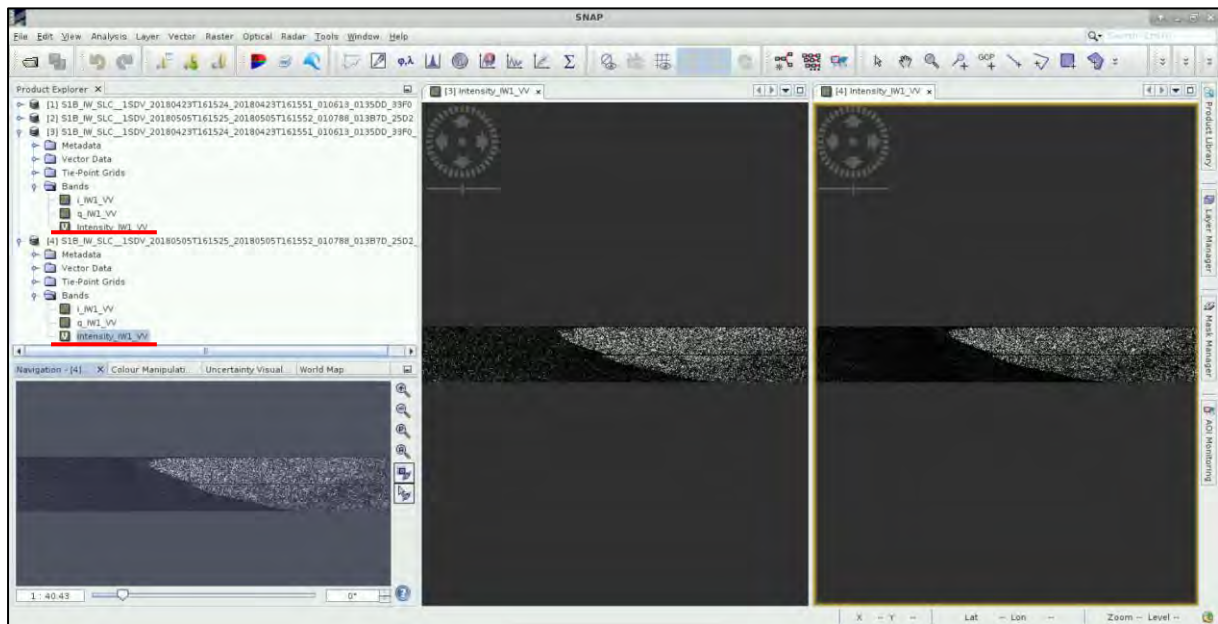 SNAP
File Edit View Analysis Layer Vector Raster Optical Radar Tools Window Help
Product Explorer
[3] Intensity_IW1_VV
[4] Intensity_IW1_VV
[1] S1B_IW_SLC__1SDV_20180423T161524_20180423T161551_010613_0135DD_33F0
[2] S1B_IW_SLC__1SDV_20180505T161525_20180505T161552_010788_013B7D_25D2
[3] S1B_IW_SLC__1SDV_20180423T161524_20180423T161551_010613_0135DD_33F0_
Metadata
Vector Data
Tie-Point Grids
Bands
i_IW1_VV
q_IW1_VV
Intensity_IW1_VV
[4] S1B_IW_SLC__1SDV_20180505T161525_20180505T161552_010788_013B7D_25D2_
Metadata
Vector Data
Tie-Point Grids
Bands
i_IW1_VV
q_IW1_VV
Intensity_IW1_VV
Navigation - [4]...
Colour Manipulati...
Uncertainty Visual...
World Map
1 : 40.43
0°
Product Library
Layer Manager
Mask Manager
AOI Monitoring
X -- Y -- Lat -- Lon -- Zoom -- Level --